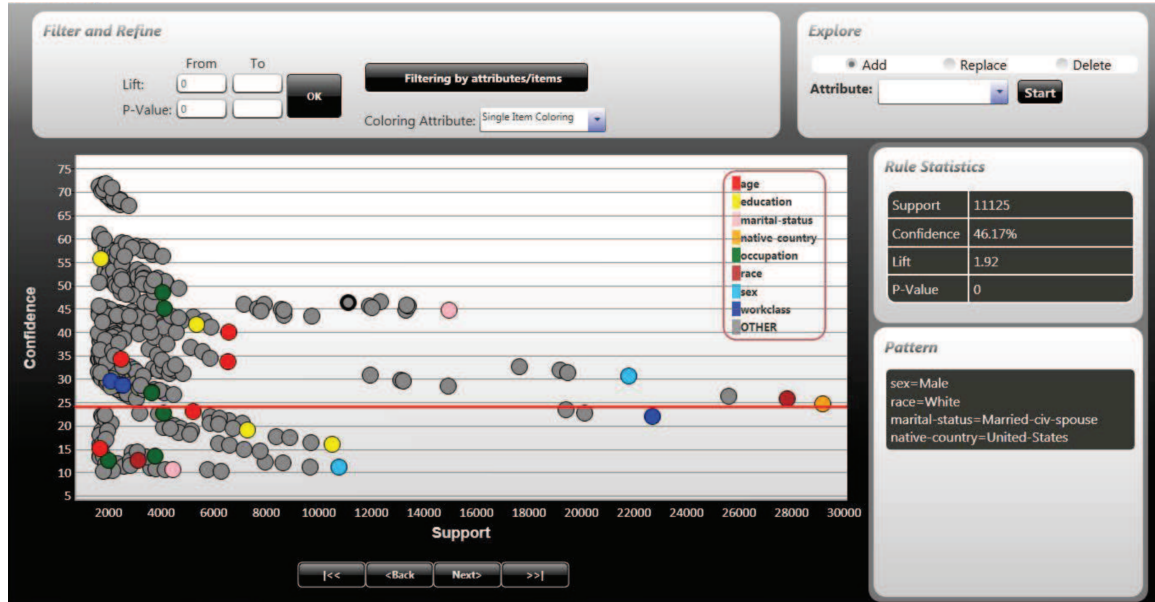 Filter and Refine
From To
Lift: 0
P-Value: 0
OK
Filtering by attributes/items
Coloring Attribute: Single Item Coloring
Explore
Add Replace Delete
Attribute: Start
75
70
65
60
55
50
45
40
35
30
25
20
15
10
5
Confidence
age
education
marital-status
native-country
occupation
race
sex
workclass
OTHER
2000 4000 6000 8000 10000 12000 14000 16000 18000 20000 22000 24000 26000 28000 30000
Support
|<< <Back Next> >>|
Rule Statistics
Support 11125
Confidence 46.17%
Lift 1.92
P-Value 0
Pattern
sex=Male
race=White
marital-status=Married-civ-spouse
native-country=United-States